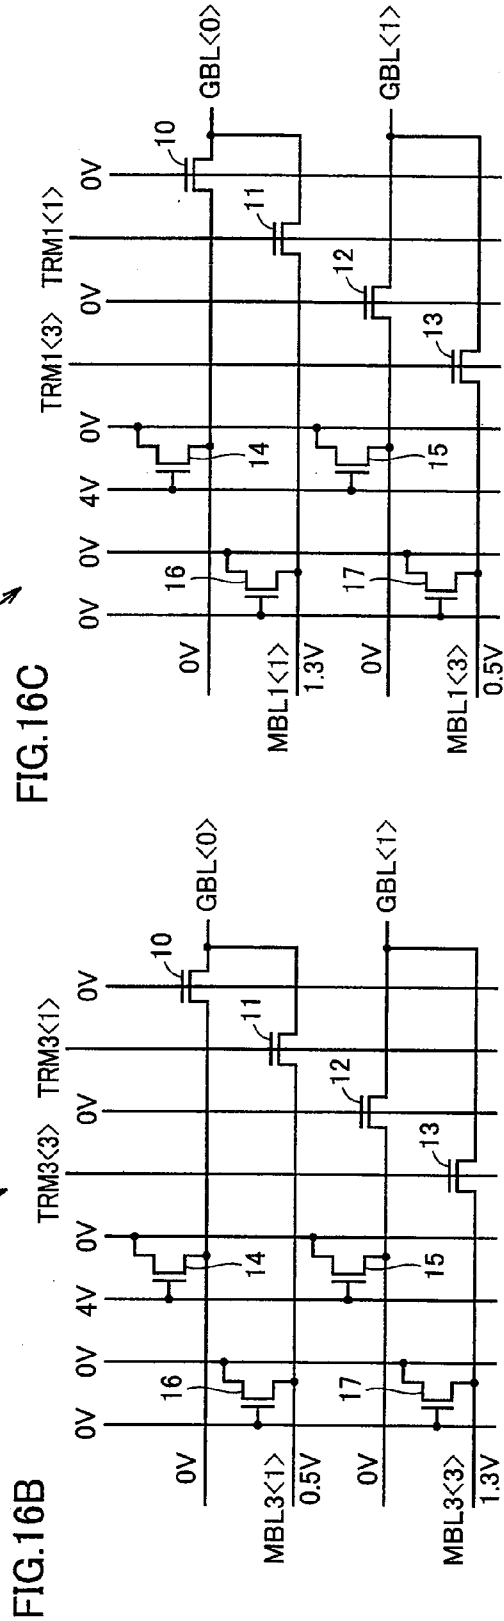 FIG.16B
0V
0V
4V
0V
TRM3<3>
0V
TRM3<1>
0V
10
GBL<0>
16
14
11
0V
MBL3<1>
0.5V
12
GBL<1>
17
15
13
0V
MBL3<3>
1.3V
FIG.16C
0V
0V
4V
0V
TRM1<3>
0V
TRM1<1>
0V
10
GBL<0>
16
14
11
0V
MBL1<1>
1.3V
12
GBL<1>
17
15
13
0V
MBL1<3>
0.5V